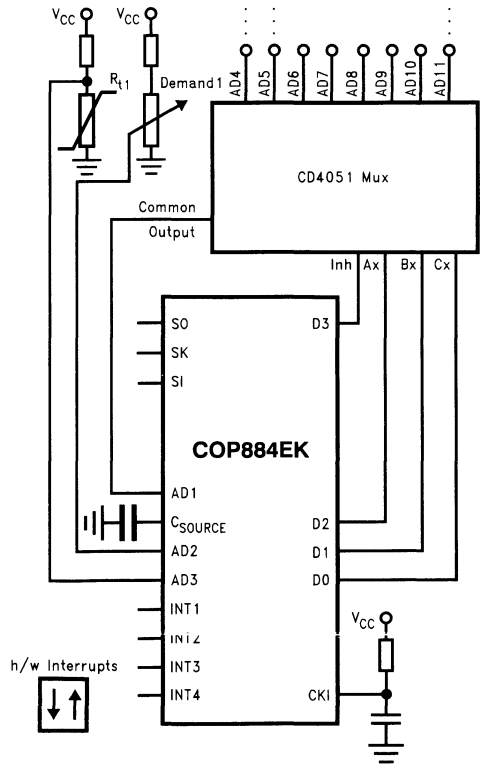 VCC VCC
AD4 AD5 AD6 AD7 AD8 AD9 AD10 AD11
Rt1
Demand1
CD4051 Mux
Common
Output
Inh Ax Bx Cx
SO D3
SK
SI
COP884EK
AD1
CSOURCE D2
AD2 D1
AD3 D0
INT1
VCC
INT2
h/w Interrupts INT3
INT4 CKI